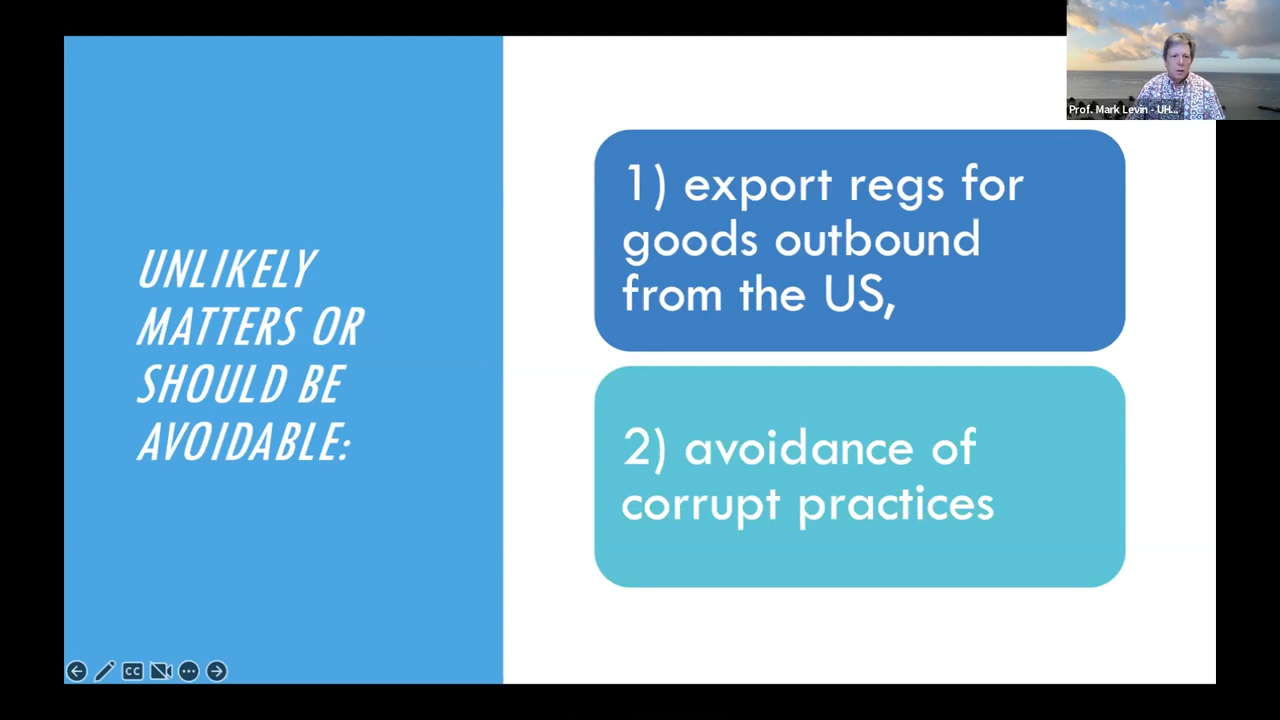 UNLIKELY
MATTERS OR
SHOULD BE
AVOIDABLE:
1) export regs for
goods outbound
from the US,
2) avoidance of
corrupt practices
Prof. Mark Levin - UH...
CC